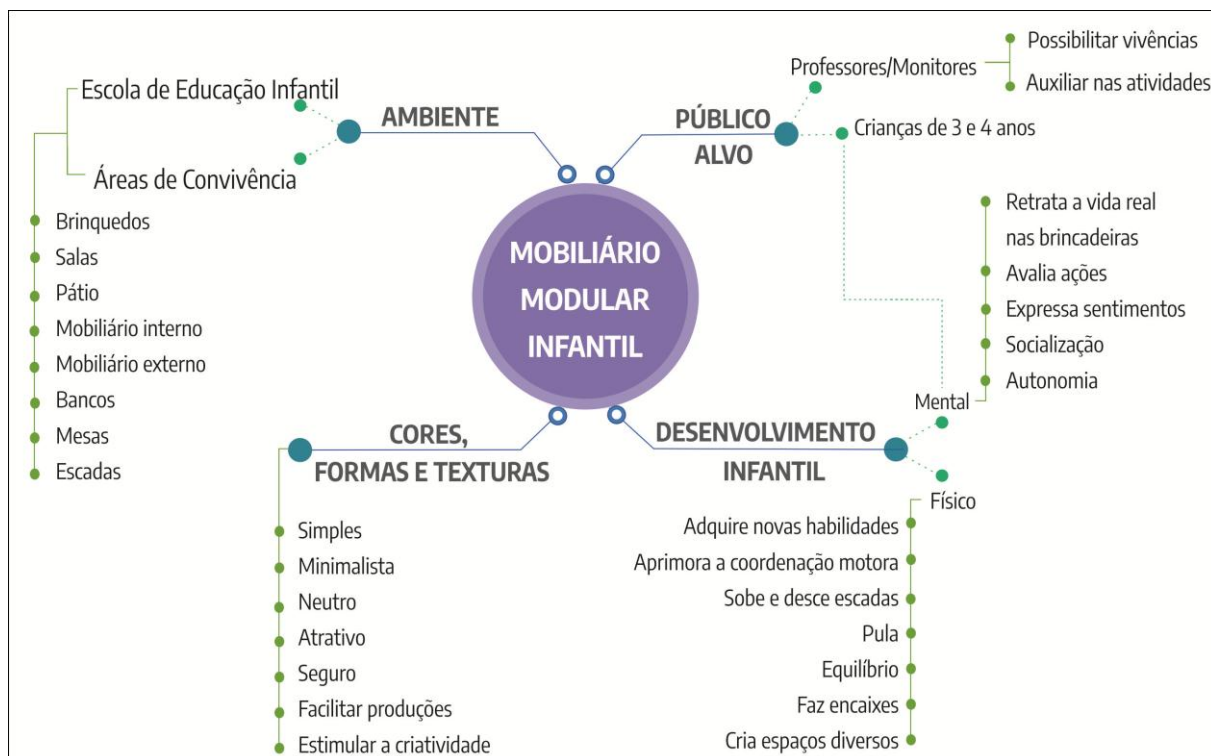 MOBILIÁRIO
MODULAR
INFANTIL
AMBIENTE
Escola de Educação Infantil
Áreas de Convivência
Brinquedos
Salas
Pátio
Mobiliário interno
Mobiliário externo
Bancos
Mesas
Escadas
PÚBLICO
ALVO
Professores/Monitores
Possibilitar vivências
Auxiliar nas atividades
Crianças de 3 e 4 anos
CORES,
FORMAS E TEXTURAS
Simples
Minimalista
Neutro
Atrativo
Seguro
Facilitar produções
Estimular a criatividade
DESENVOLVIMENTO
INFANTIL
Mental
Retrata a vida real
nas brincadeiras
Avalia ações
Expressa sentimentos
Socialização
Autonomia
Físico
Adquire novas habilidades
Aprimora a coordenação motora
Sobe e desce escadas
Pula
Equilíbrio
Faz encaixes
Cria espaços diversos